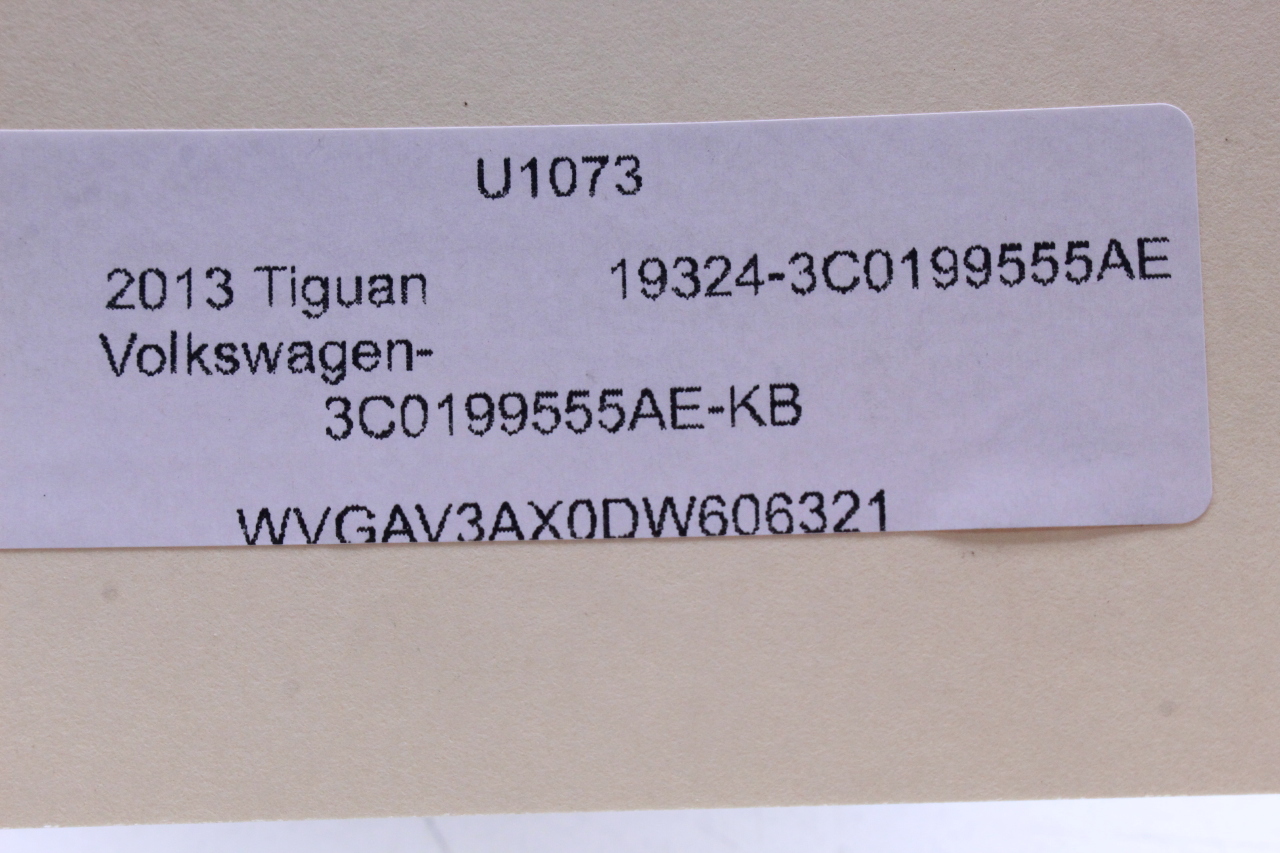 U1073
2013 Tiguan 19324-3C0199555AE
Volkswagen-
3C0199555AE-KB
WVGAV3AX0DW606321